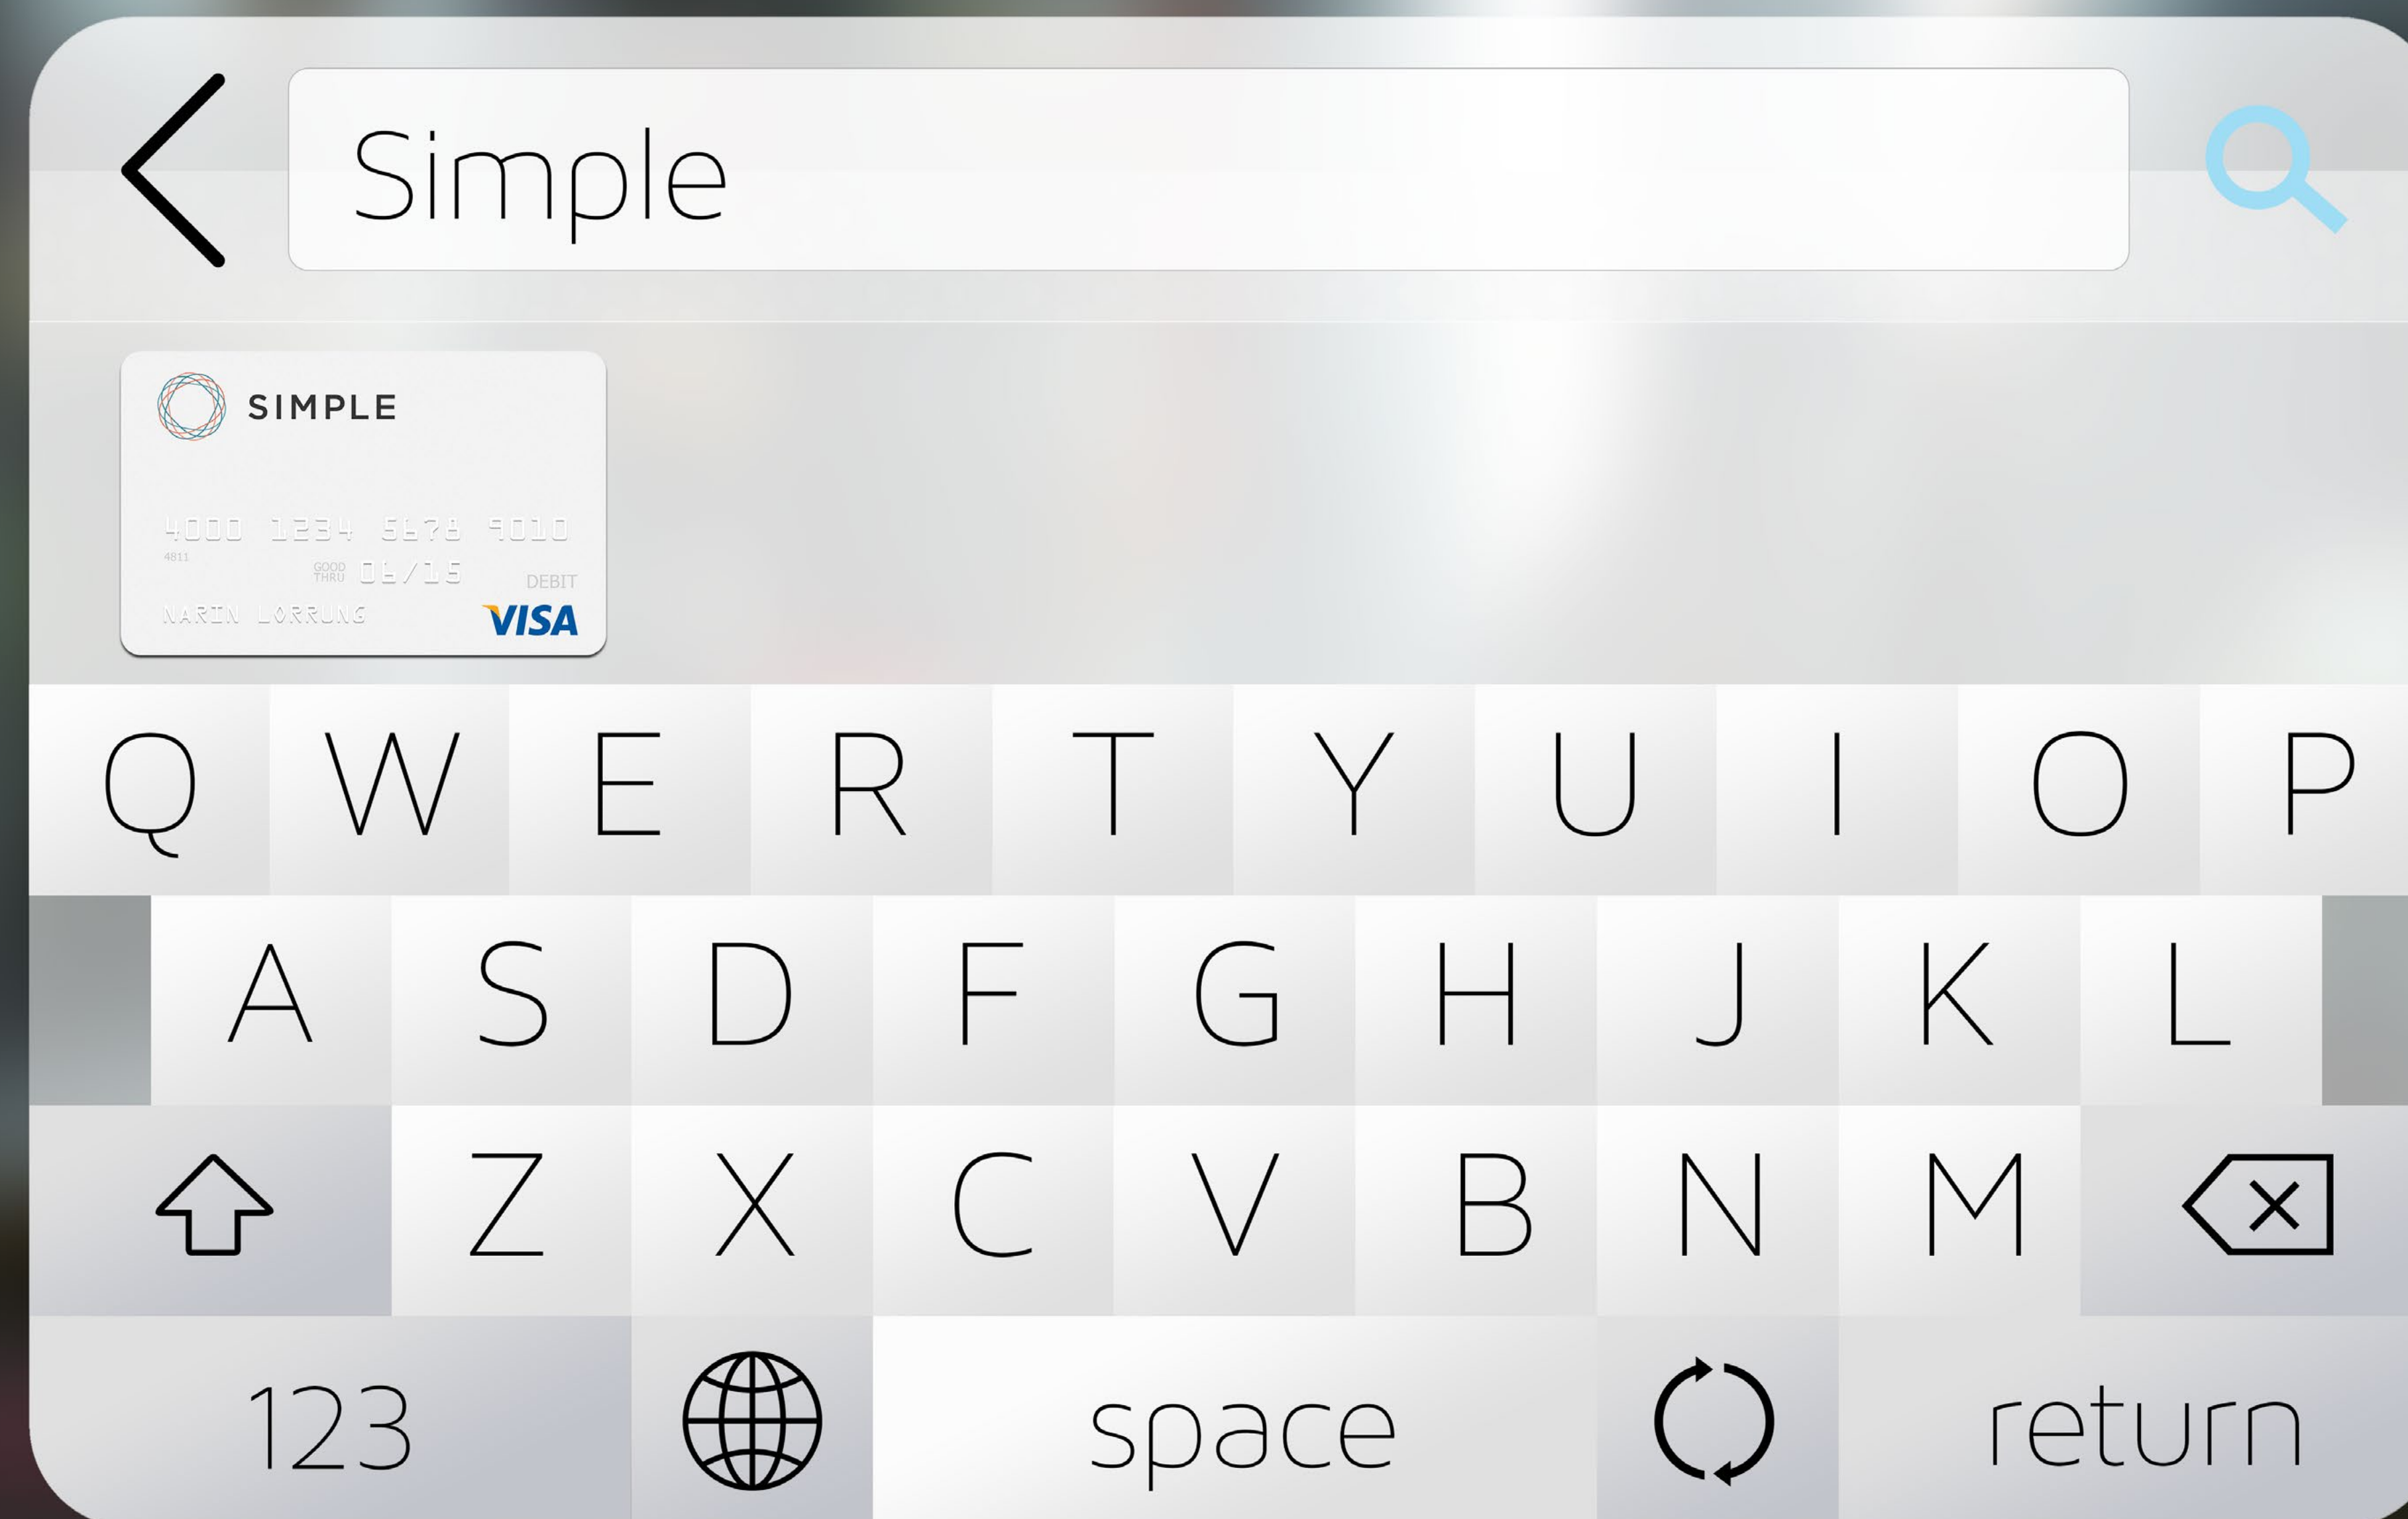 Simple
SIMPLE
4000 1234 5678 9010
4811
GOOD THRU 06/15
DEBIT
NARIN LORRUNG
VISA
Q W E R T Y U I O P
A S D F G H J K L
Z X C V B N M
123 space return